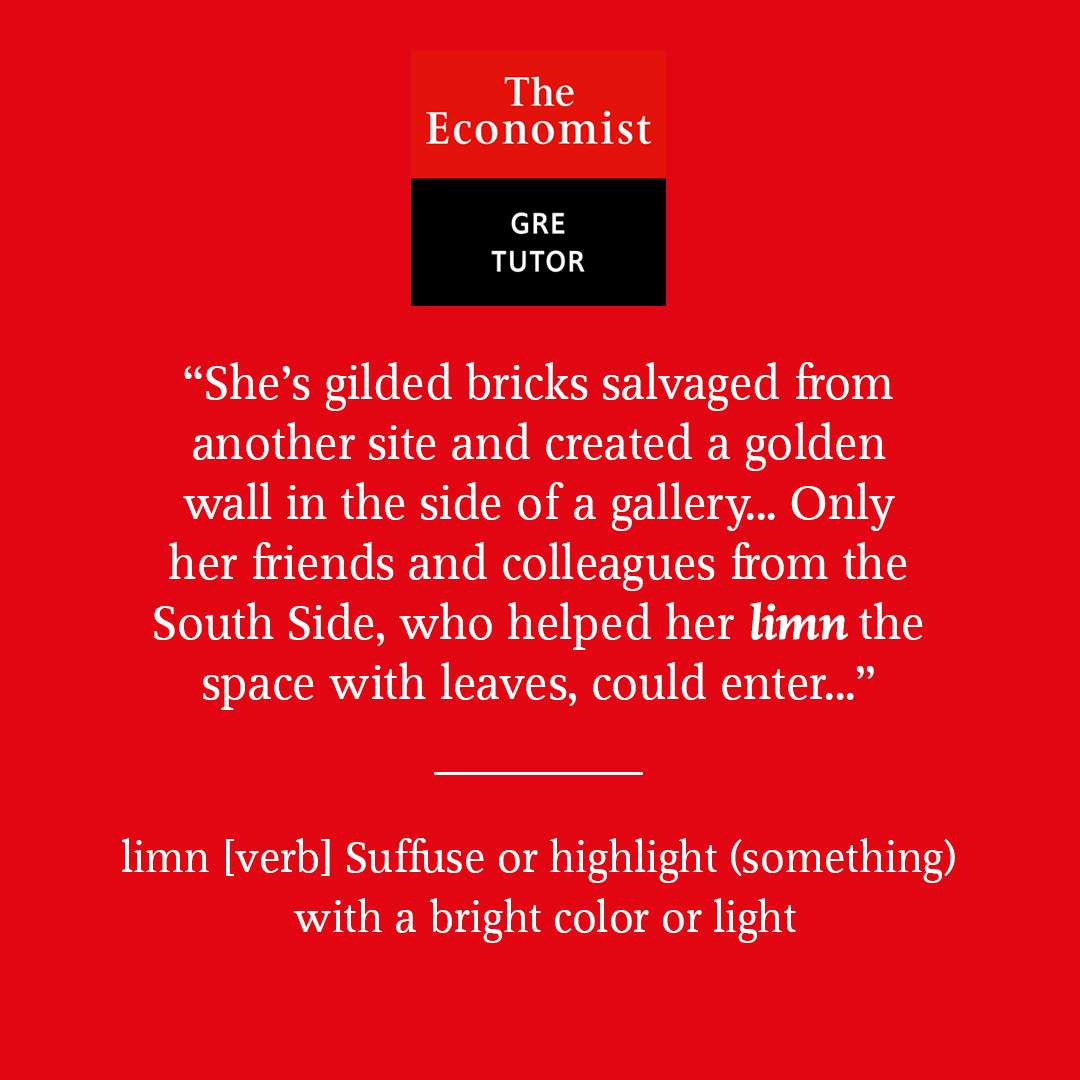 The
Economist
GRE
TUTOR
“She’s gilded bricks salvaged from
another site and created a golden
wall in the side of a gallery... Only
her friends and colleagues from the
South Side, who helped her limn the
space with leaves, could enter...”
limn [verb] Suffuse or highlight (something)
with a bright color or light